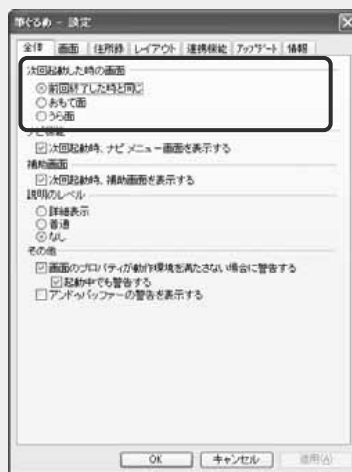 筆ぐるめ - 設定
全体 画面 住所録 レイアウト 連携機能 アップデート 情報
次回起動した時の画面
前回終了した時と同じ
おもて面
うら面
ナビ機能
次回起動時、ナビメニュー画面を表示する
補助画面
次回起動時、補助画面を表示する
説明のレベル
詳細表示
普通
なし
その他
画面のプロパティが動作環境を満たさない場合に警告する
起動中でも警告する
アンドゥバッファーの警告を表示する
OK キャンセル 適用(A)